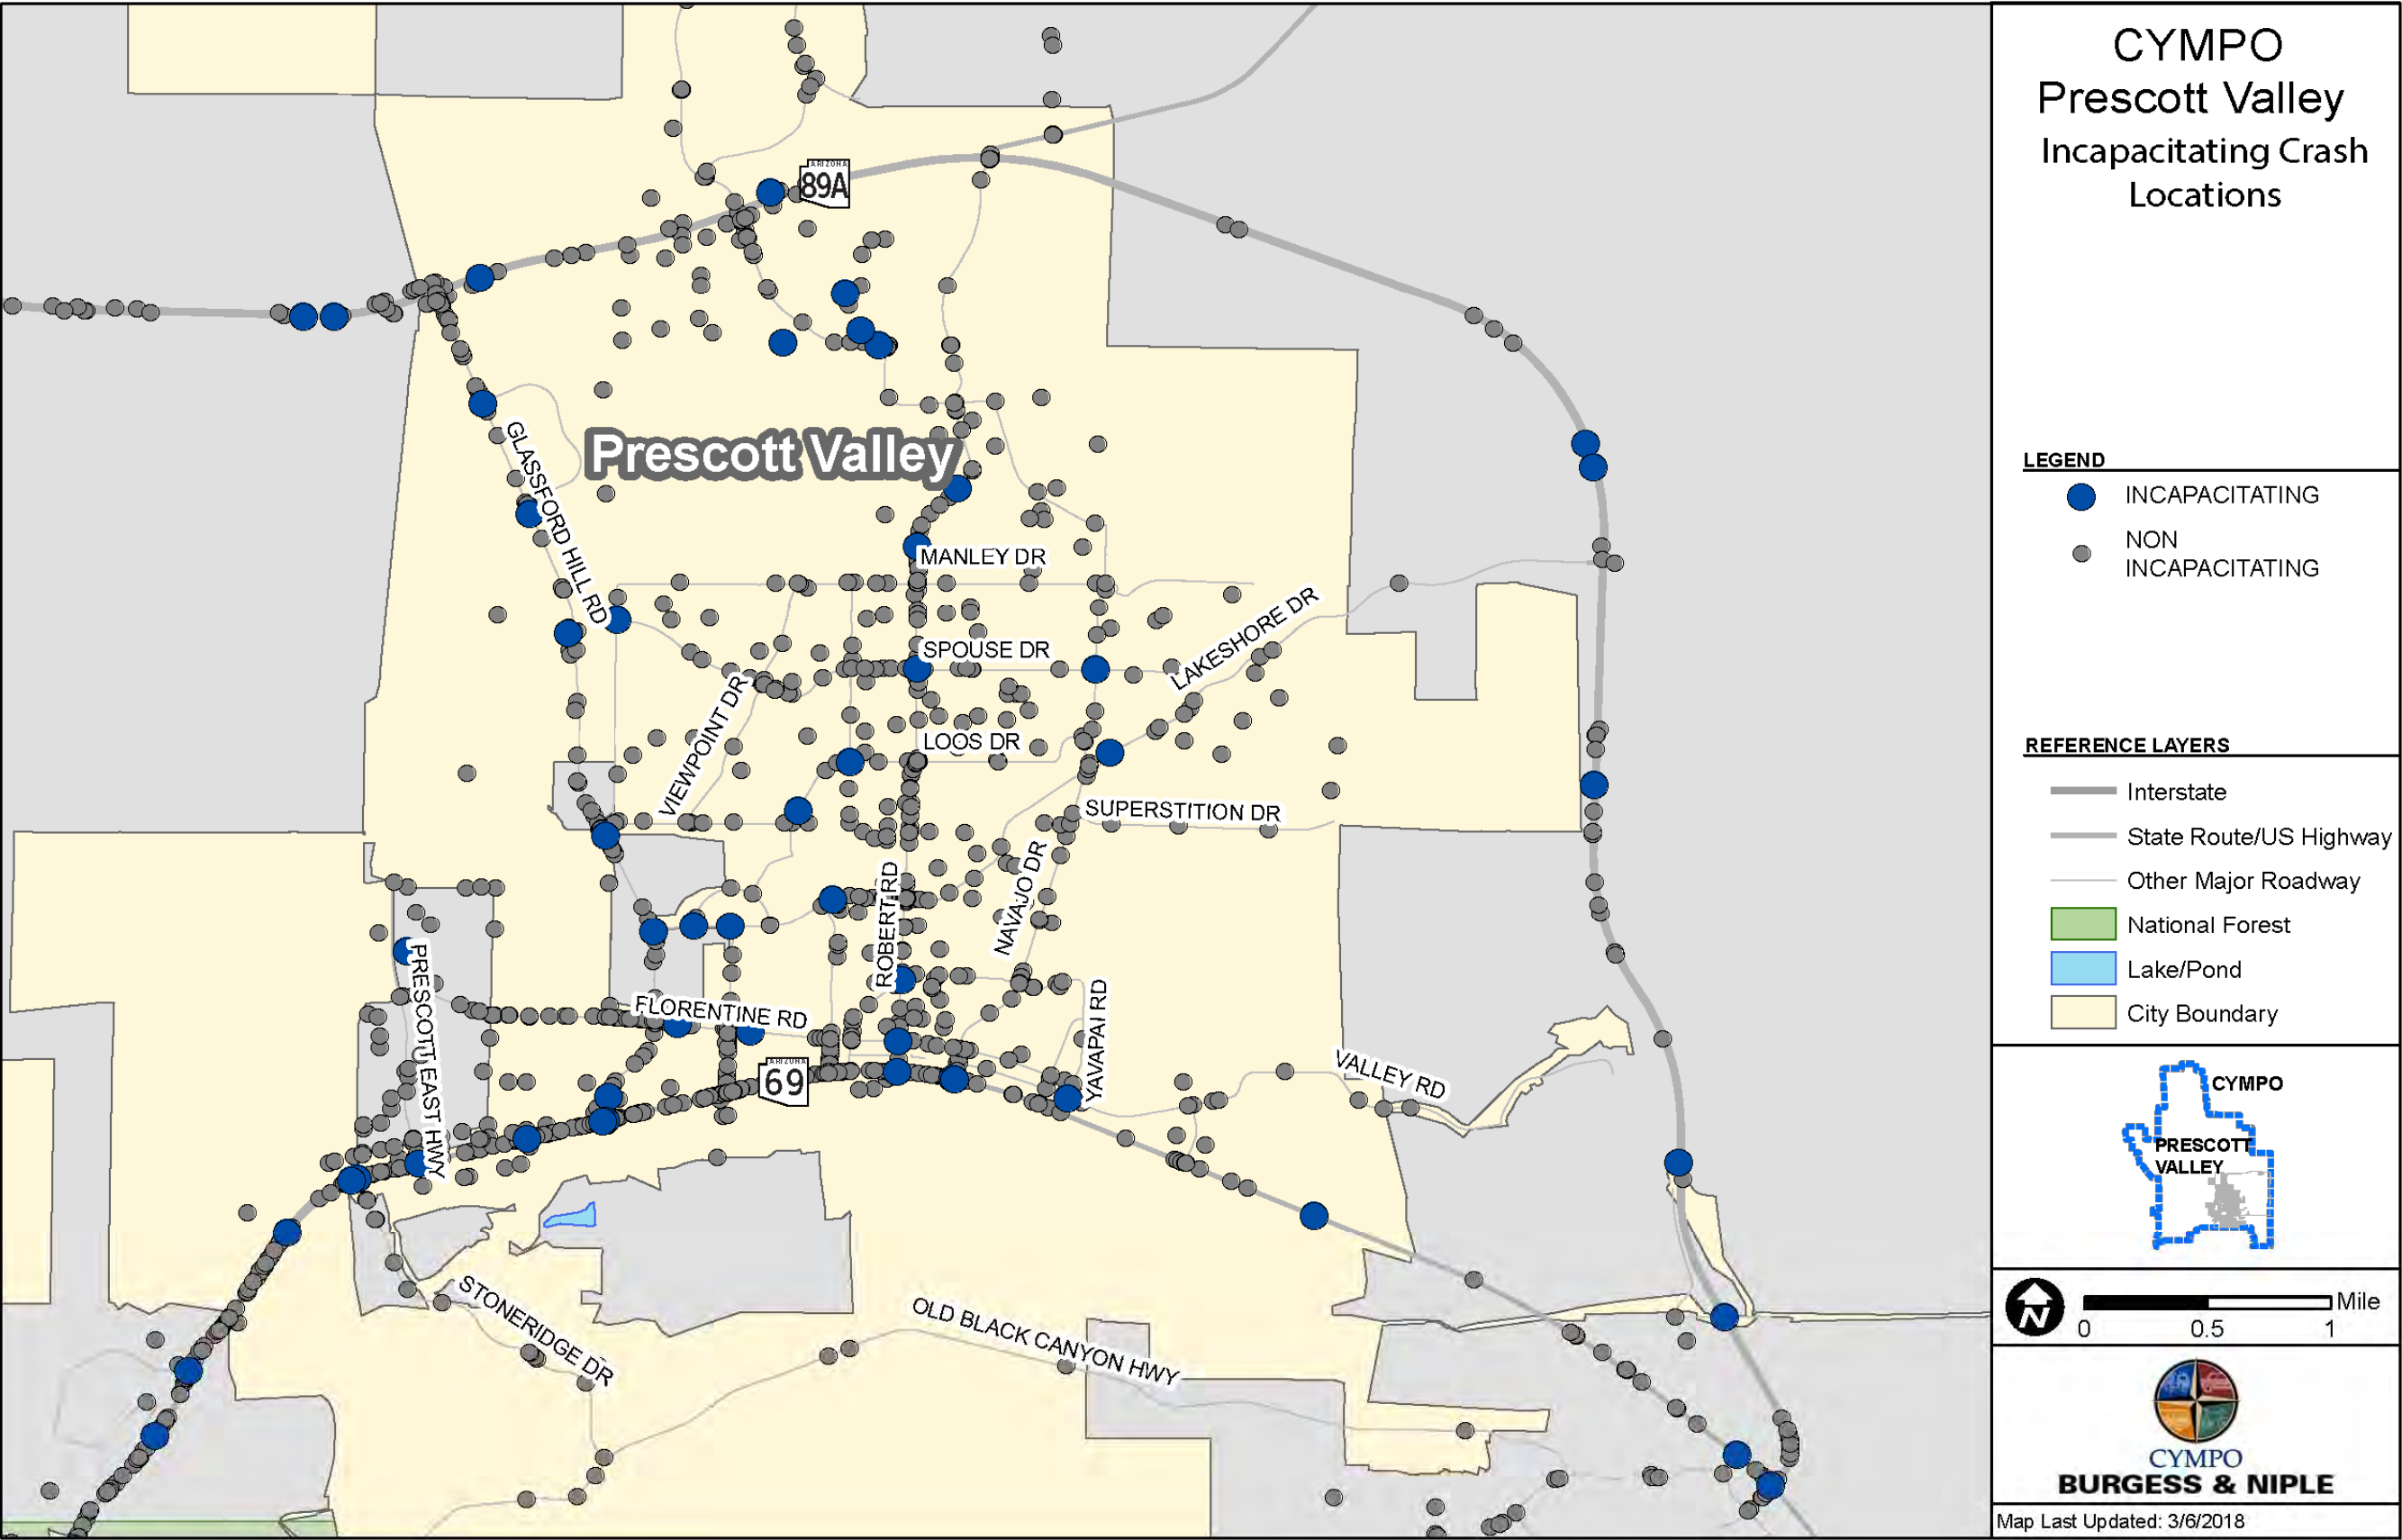 CYMPO
Prescott Valley
Incapacitating Crash
Locations
LEGEND
INCAPACITATING
NON
INCAPACITATING
REFERENCE LAYERS
Interstate
State Route/US Highway
Other Major Roadway
National Forest
Lake/Pond
City Boundary
CYMPO
PRESCOTT
VALLEY
N
Mile
0 0.5 1
CYMPO
BURGESS & NIPLE
Map Last Updated: 3/6/2018
ARIZONA
89A
GLASSFORD HILL RD
Prescott Valley
MANLEY DR
SPOUSE DR
LAKESHORE DR
VIEWPOINT DR
LOOS DR
SUPERSTITION DR
ROBERT RD
NAVAJO DR
PRESCOTT EAST HWY
FLORENTINE RD
YAVAPAI RD
ARIZONA
69
VALLEY RD
STONERIDGE DR
OLD BLACK CANYON HWY